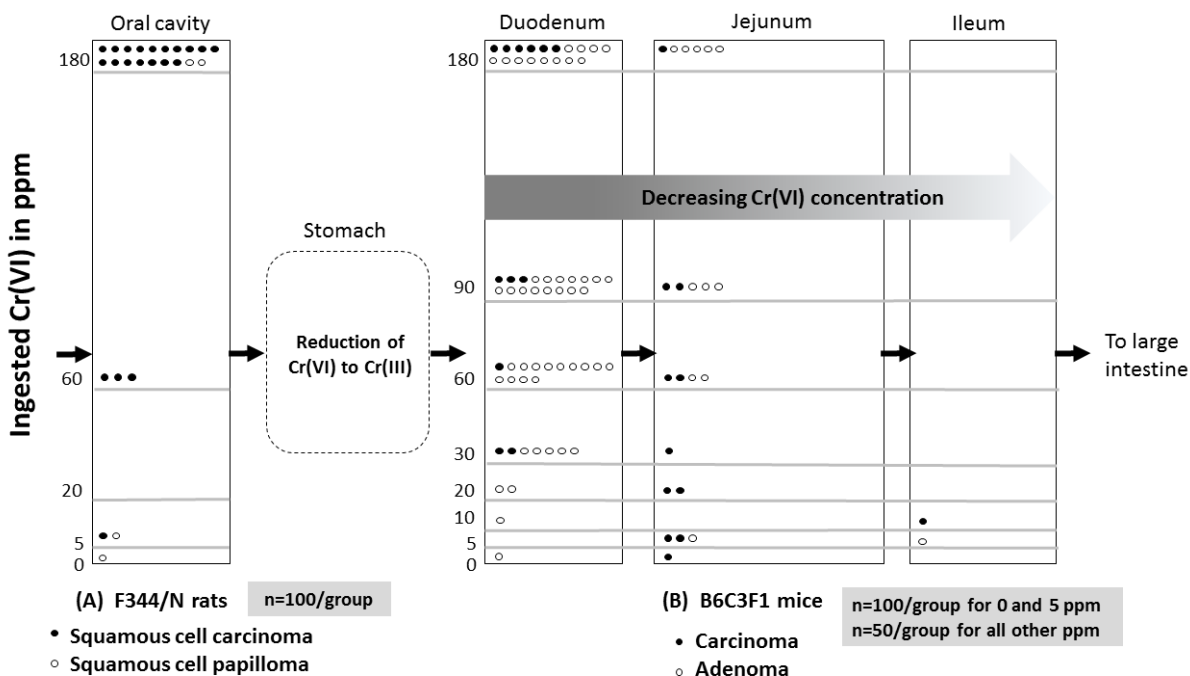 Oral cavity
Duodenum
Jejunum
Ileum
Ingested Cr(VI) in ppm
180
60
20
5
0
Stomach
Reduction of
Cr(VI) to Cr(III)
180
90
60
30
20
10
5
0
Decreasing Cr(VI) concentration
To large
intestine
(A) F344/N rats
n=100/group
Squamous cell carcinoma
Squamous cell papilloma
(B) B6C3F1 mice
n=100/group for 0 and 5 ppm
n=50/group for all other ppm
Carcinoma
Adenoma